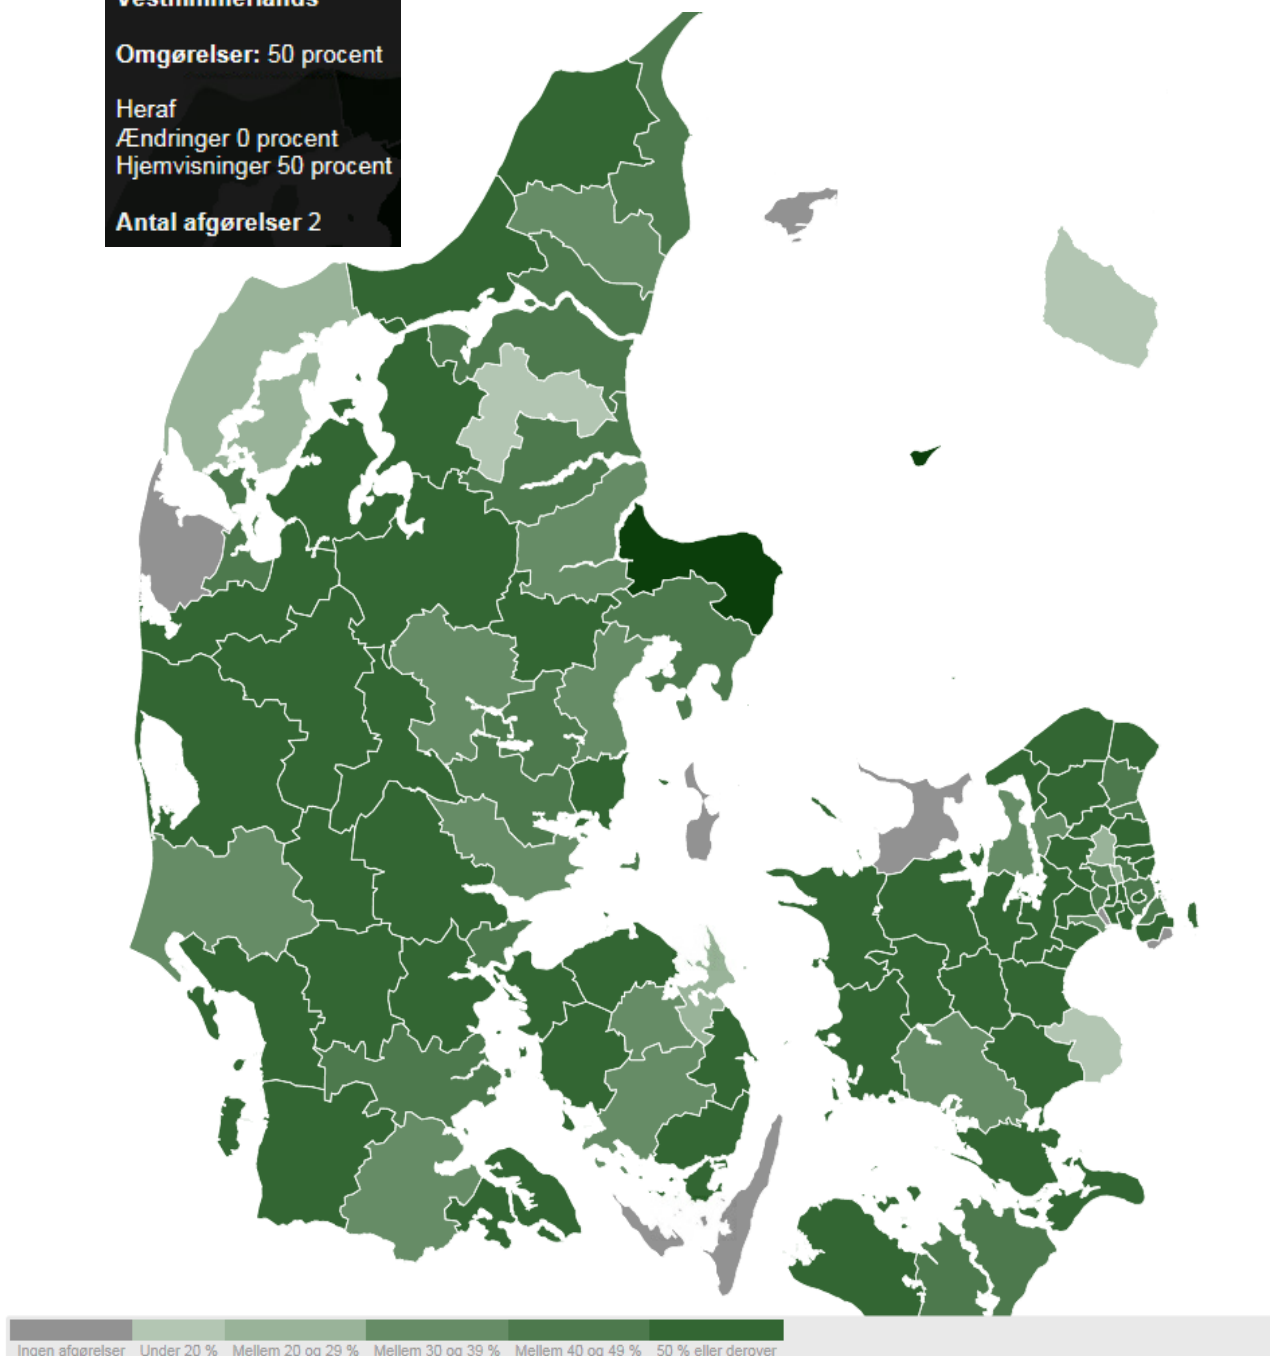 Vesthimmerlands
Omgørelser: 50 procent
Heraf
Ændringer 0 procent
Hjemvisninger 50 procent
Antal afgørelser 2
Ingen afgørelser Under 20 % Mellem 20 og 29 % Mellem 30 og 39 % Mellem 40 og 49 % 50 % eller derover